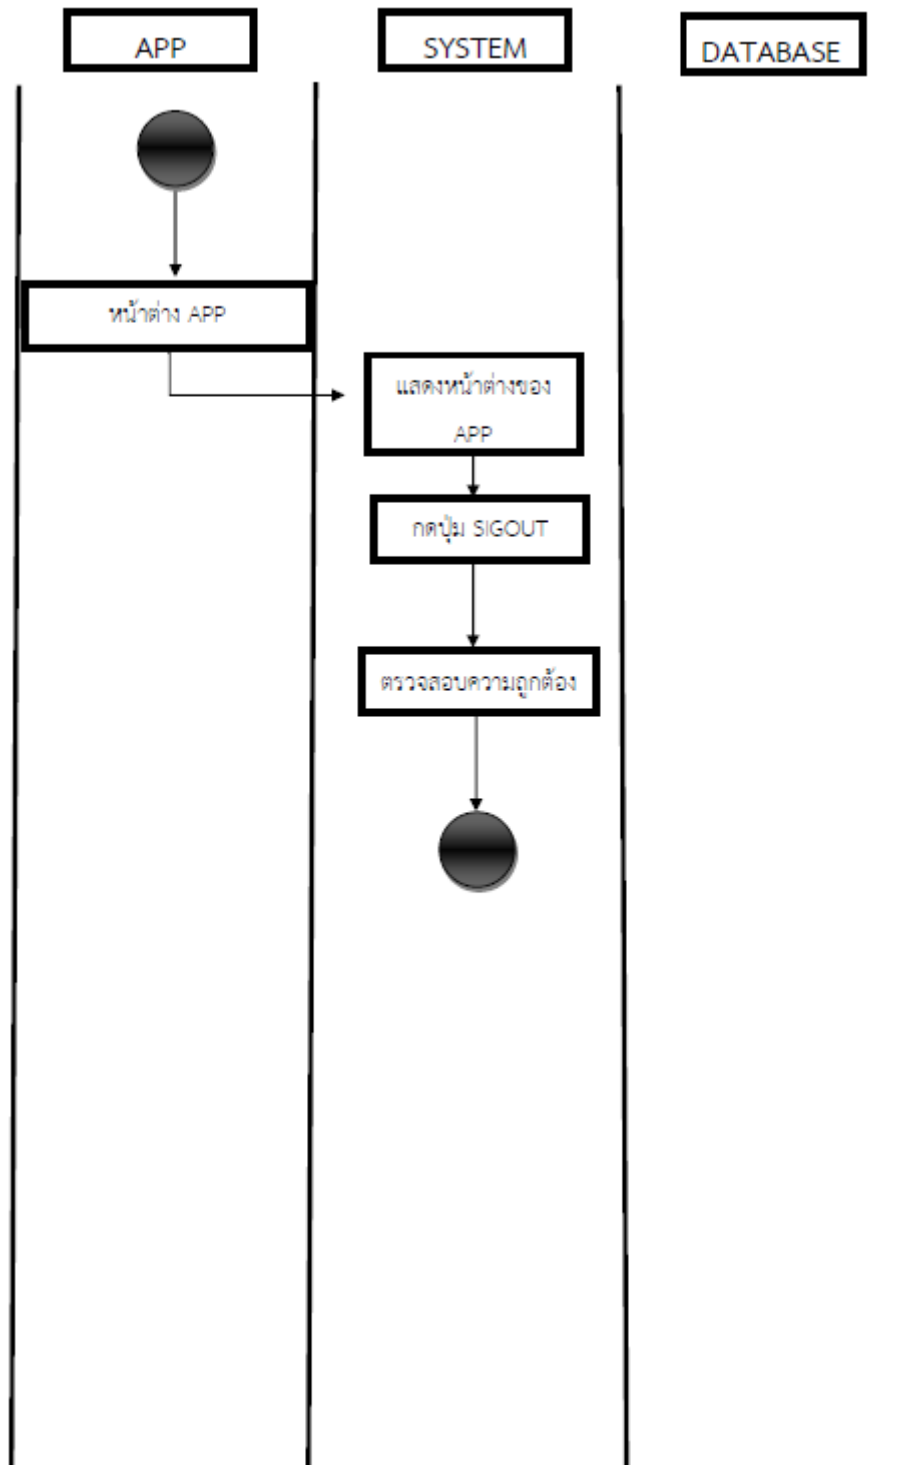 APP
SYSTEM
DATABASE
หน้าต่าง APP
แสดงหน้าต่างของ
APP
กดปุ่ม SIGOUT
ตรวจสอบความถูกต้อง